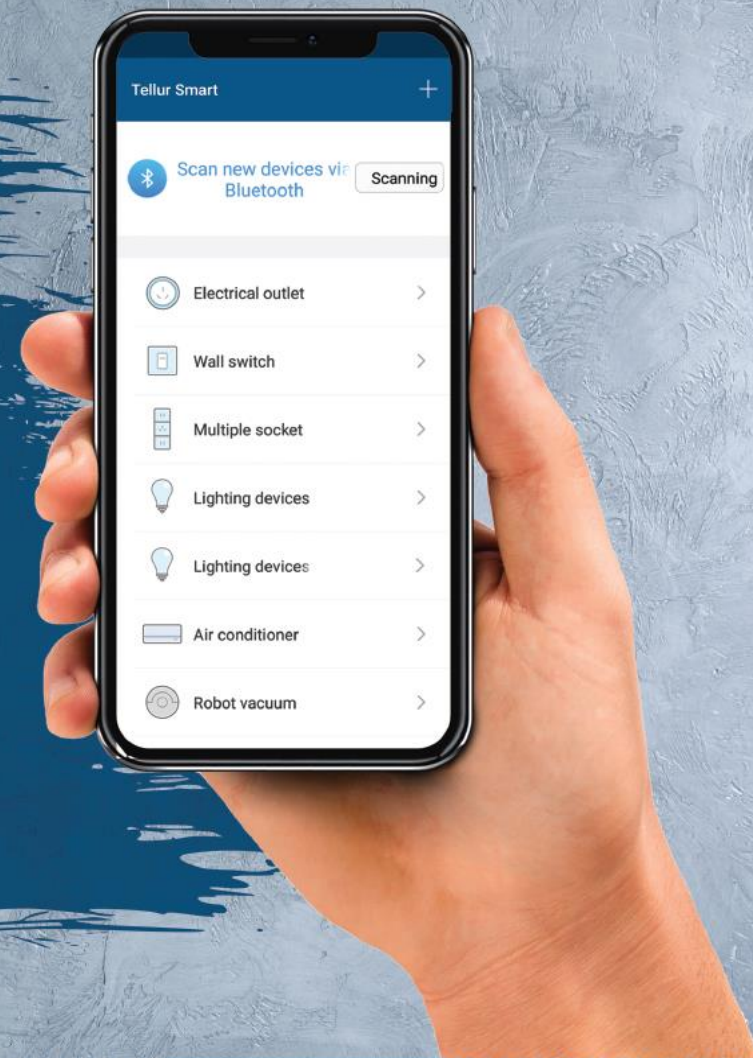 Tellur Smart
Scan new devices via
Bluetooth
Scanning
Electrical outlet
Wall switch
Multiple socket
Lighting devices
Lighting devices
Air conditioner
Robot vacuum